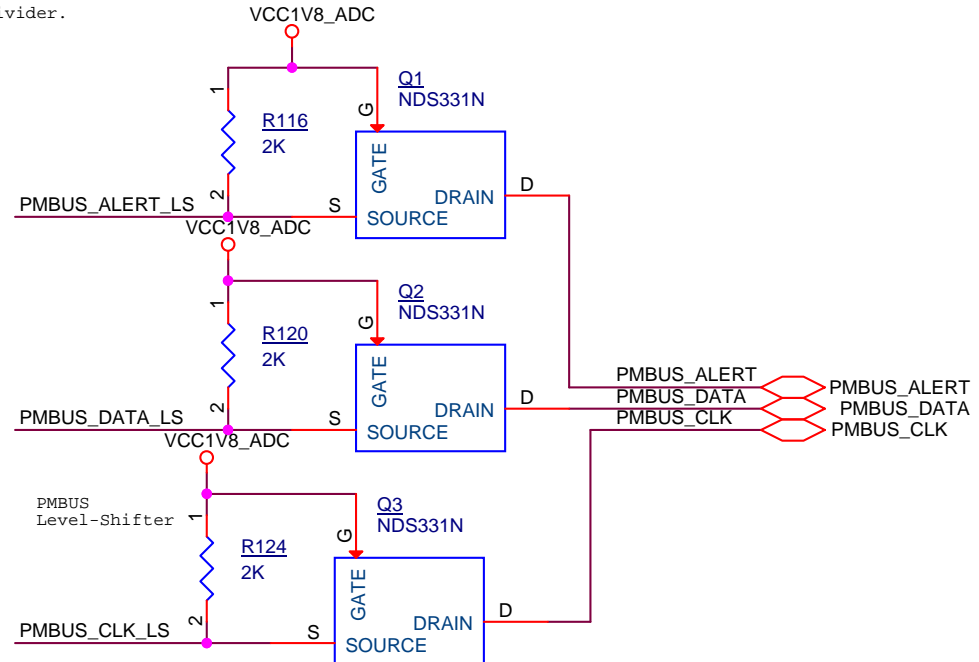 ivider.
VCC1V8_ADC
Q1
NDS331N
1
G
R116
2K
GATE
2
DRAIN
D
PMBUS_ALERT_LS
S
SOURCE
VCC1V8_ADC
Q2
NDS331N
1
G
R120
2K
GATE
PMBUS_ALERT
PMBUS_ALERT
2
DRAIN
D
PMBUS_DATA
PMBUS_DATA
PMBUS_DATA_LS
S
SOURCE
PMBUS_CLK
PMBUS_CLK
VCC1V8_ADC
PMBUS
Level-Shifter
Q3
NDS331N
1
G
R124
2K
GATE
2
DRAIN
D
PMBUS_CLK_LS
S
SOURCE